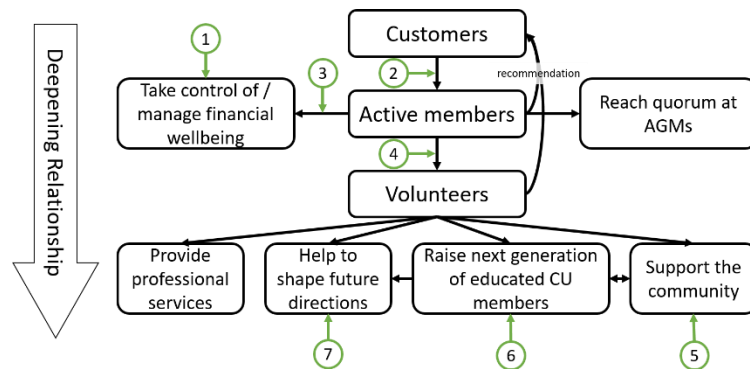 1
Customers
3
2
recommendation
Take control of /
manage financial
wellbeing
Active members
Reach quorum at
AGMs
4
Volunteers
Deepening Relationship
Provide
professional
services
Help to
shape future
directions
Raise next generation
of educated CU
members
Support the
community
7
6
5